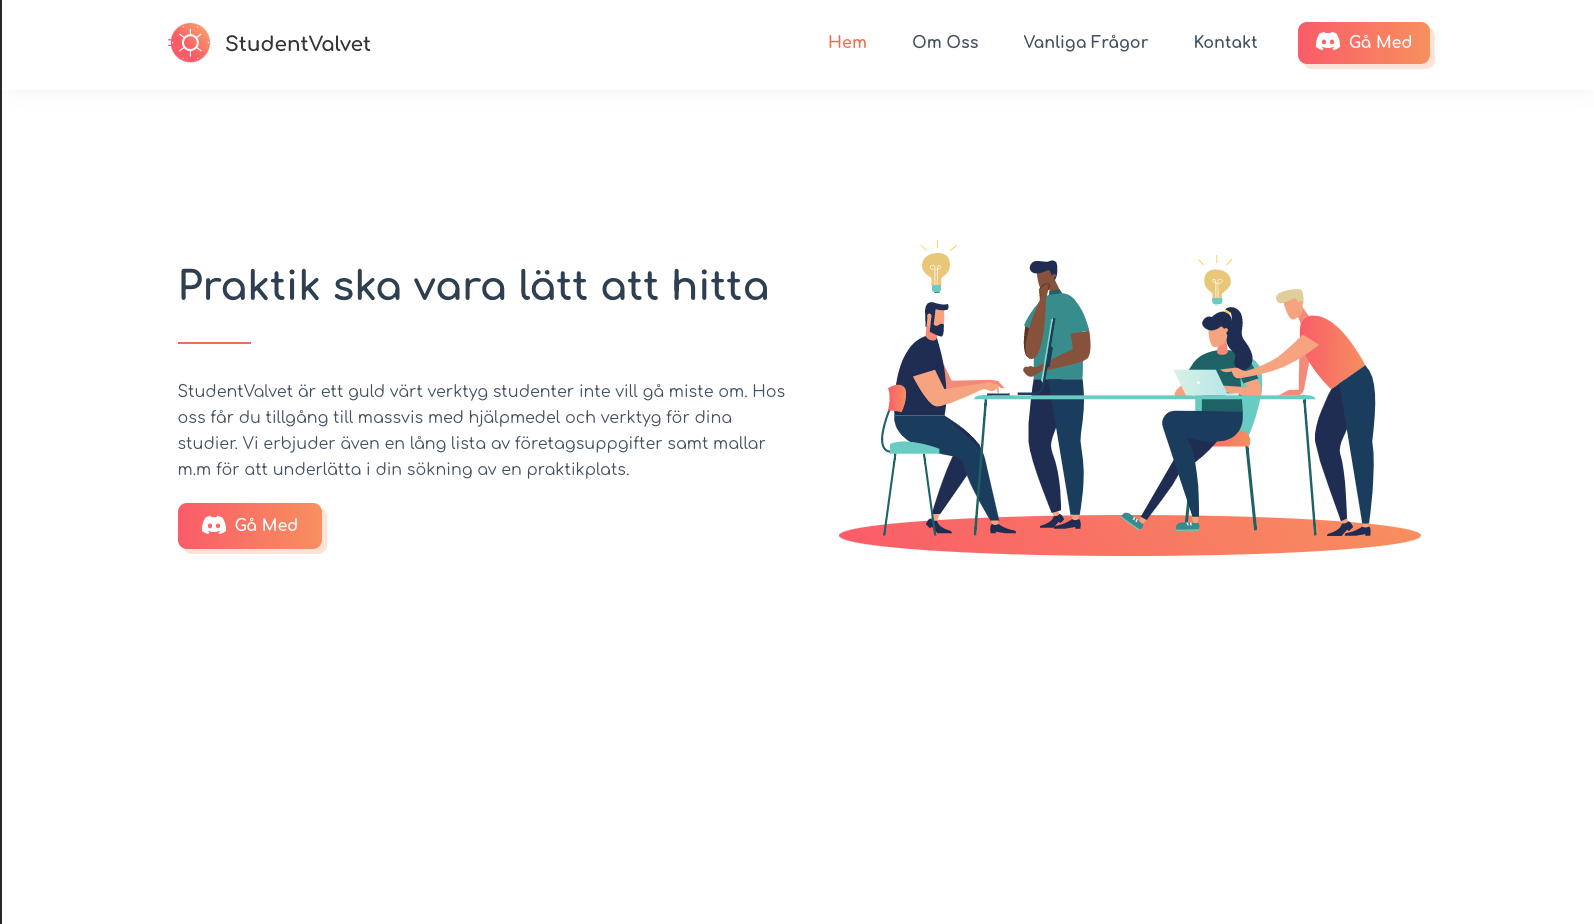 StudentValvet
Hem
Om Oss
Vanliga Frågor
Kontakt
Gå Med
Praktik ska vara lätt att hitta
StudentValvet är ett guld värt verktyg studenter inte vill gå miste om. Hos
oss får du tillgång till massvis med hjälpmedel och verktyg för dina
studier. Vi erbjuder även en lång lista av företagsuppgifter samt mallar
m.m för att underlätta i din sökning av en praktikplats.
Gå Med